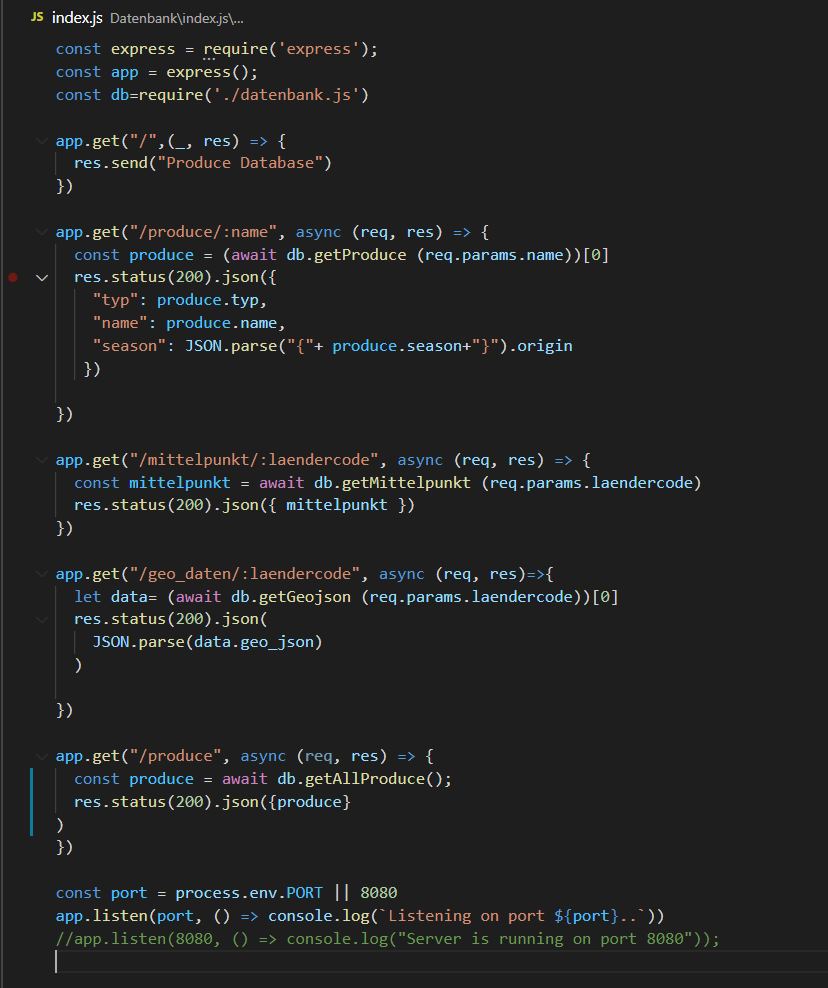 JS index.js Datenbank\index.js\...
const express = require('express');
const app = express();
const db=require('./datenbank.js')
app.get("/",(_, res) => {
res.send("Produce Database")
})
app.get("/produce/:name", async (req, res) => {
const produce = (await db.getProduce (req.params.name))[0]
res.status(200).json({
"typ": produce.typ,
"name": produce.name,
"season": JSON.parse("{"+ produce.season+"}").origin
})
})
app.get("/mittelpunkt/:laendercode", async (req, res) => {
const mittelpunkt = await db.getMittelpunkt (req.params.laendercode)
res.status(200).json({ mittelpunkt })
})
app.get("/geo_daten/:laendercode", async (req, res)=>{
let data= (await db.getGeojson (req.params.laendercode))[0]
res.status(200).json(
JSON.parse(data.geo_json)
)
})
app.get("/produce", async (req, res) => {
const produce = await db.getAllProduce();
res.status(200).json({produce}
)
})
const port = process.env.PORT || 8080
app.listen(port, () => console.log(`Listening on port ${port}..`))
//app.listen(8080, () => console.log("Server is running on port 8080"));